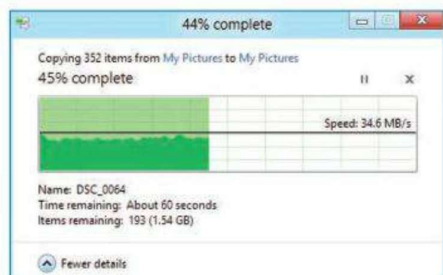 44% complete
Copying 352 items from My Pictures to My Pictures
45% complete
Speed: 34.6 MB/s
Name: DSC_0064
Time remaining: About 60 seconds
Items remaining: 193 (1.54 GB)
Fewer details